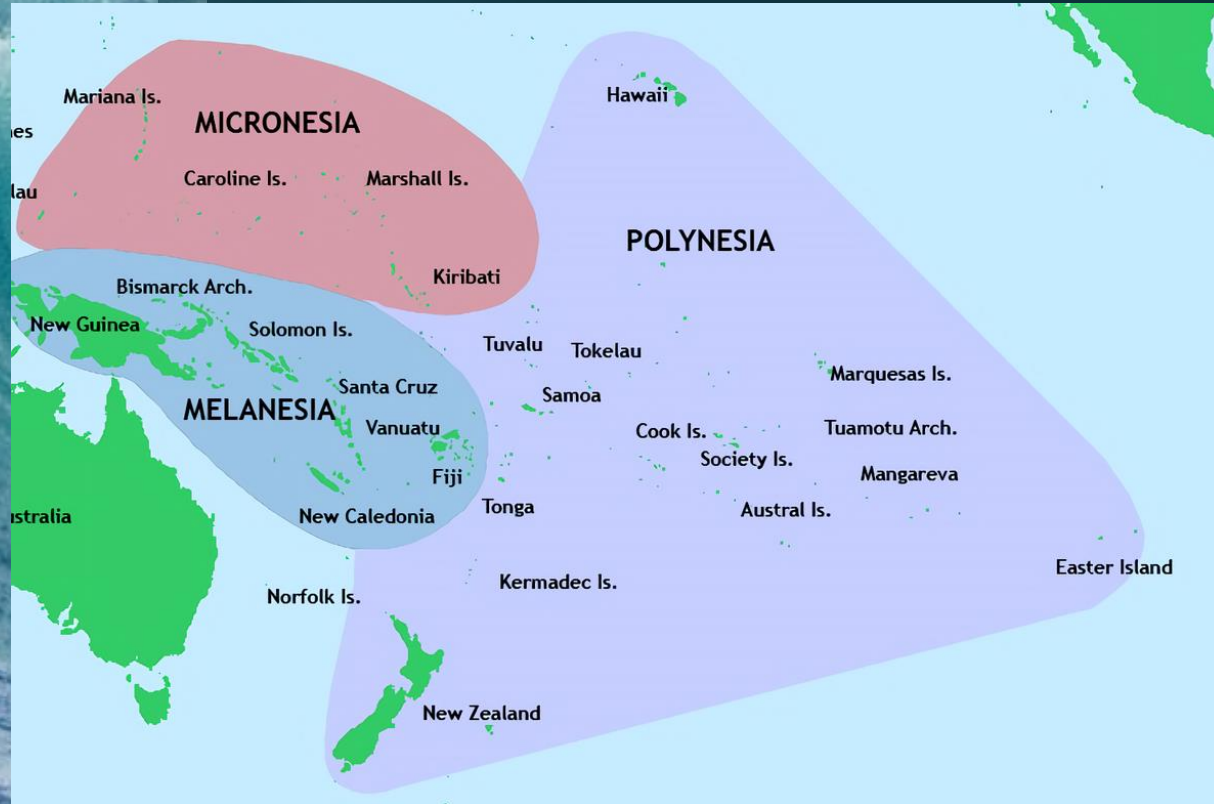 Hawaii
Mariana Is.
MICRONESIA
es
lau
Caroline Is.
Marshall Is.
POLYNESIA
Kiribati
Bismarck Arch.
New Guinea
Solomon Is.
Tuvalu
Tokelau
Marquesas Is.
Santa Cruz
Samoa
MELANESIA
Vanuatu
Cook Is.
Tuamotu Arch.
Society Is.
Fiji
Mangareva
Tonga
Austral Is.
New Caledonia
ustralia
Easter Island
Kermadec Is.
Norfolk Is.
New Zealand